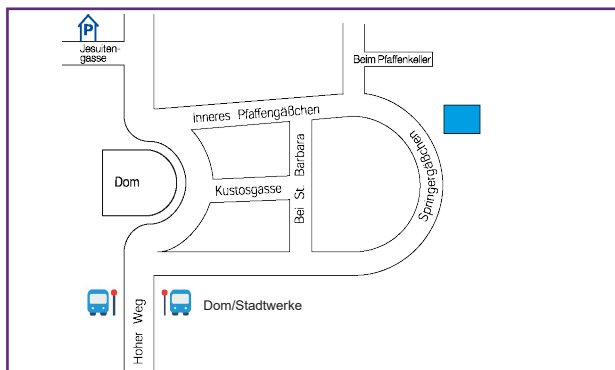 P
Jesuiten-
gasse
Beim Pfaffenkeller
Inneres Pfaffengäßchen
Springergäßchen
Bei St. Barbara
Dom
Kustosgasse
Dom/Stadtwerke
Hoher Weg